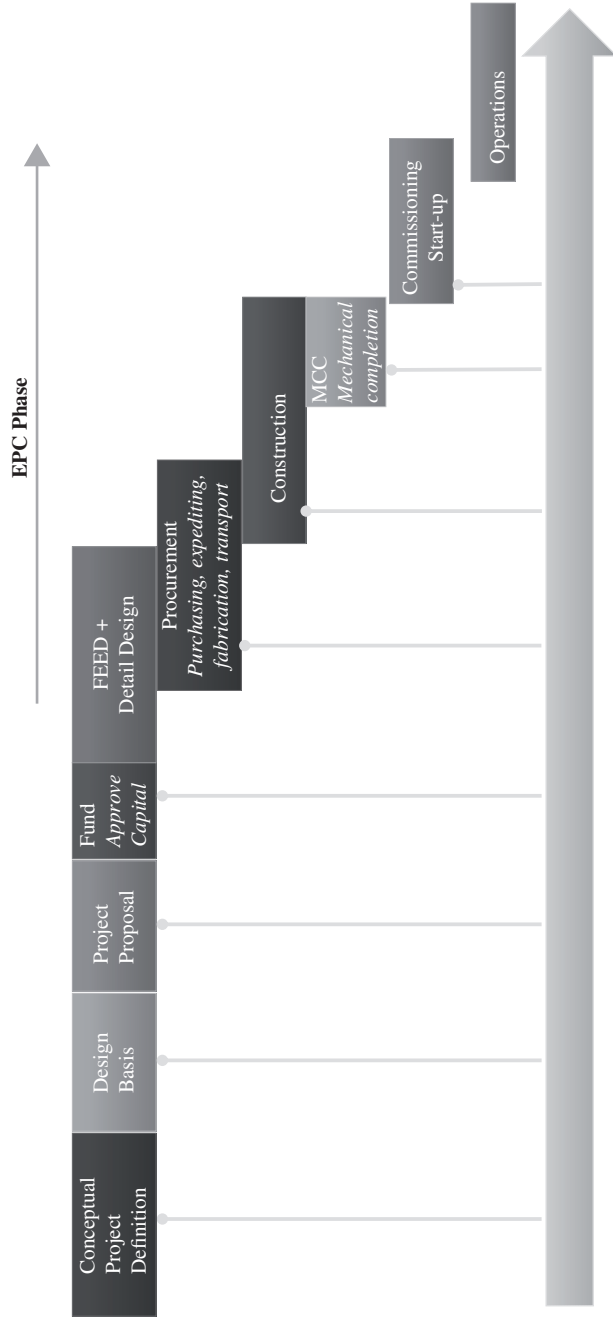 EPC Phase
Conceptual
Project
Definition
Design
Basis
Project
Proposal
Fund
Approve
Capital
FEED +
Detail Design
Procurement
Purchasing, expediting,
fabrication, transport
Construction
MCC
Mechanical
completion
Commissioning
Start-up
Operations